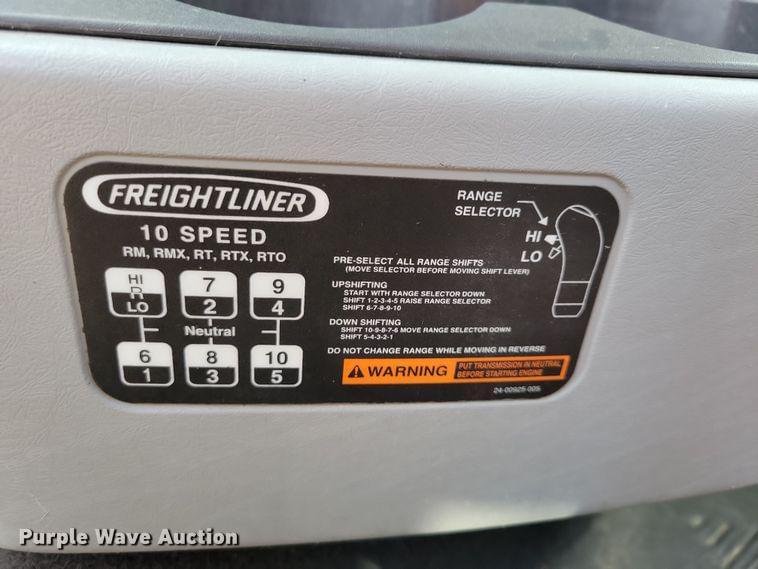 FREIGHTLINER
10 SPEED
RM, RMX, RT, RTX, RTO
HI
R
LO
7
2
9
4
Neutral
6
1
8
3
10
5
RANGE
SELECTOR
HI
LO
PRE-SELECT ALL RANGE SHIFTS
(MOVE SELECTOR BEFORE MOVING SHIFT LEVER)
UPSHIFTING
START WITH RANGE SELECTOR DOWN
SHIFT 1-2-3-4-5 RAISE RANGE SELECTOR
SHIFT 6-7-8-9-10
DOWN SHIFTING
SHIFT 10-9-8-7-6 MOVE RANGE SELECTOR DOWN
SHIFT 5-4-3-2-1
DO NOT CHANGE RANGE WHILE MOVING IN REVERSE
WARNING
PUT TRANSMISSION IN NEUTRAL
BEFORE STARTING ENGINE
24-00925-005
Purple Wave Auction